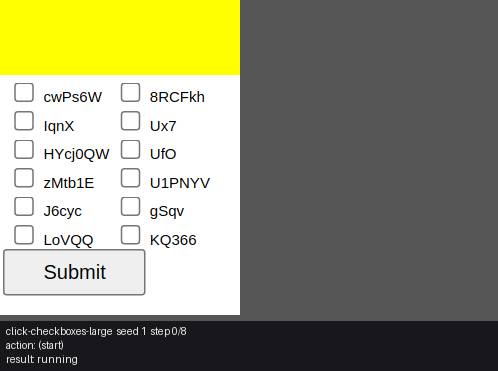 cwPs6W 8RCFkh
IqnX Ux7
HYcj0QW UfO
zMtb1E U1PNYV
J6cyc gSqv
LoVQQ KQ366
Submit
click-checkboxes-large seed 1 step 0/8
action: (start)
result: running